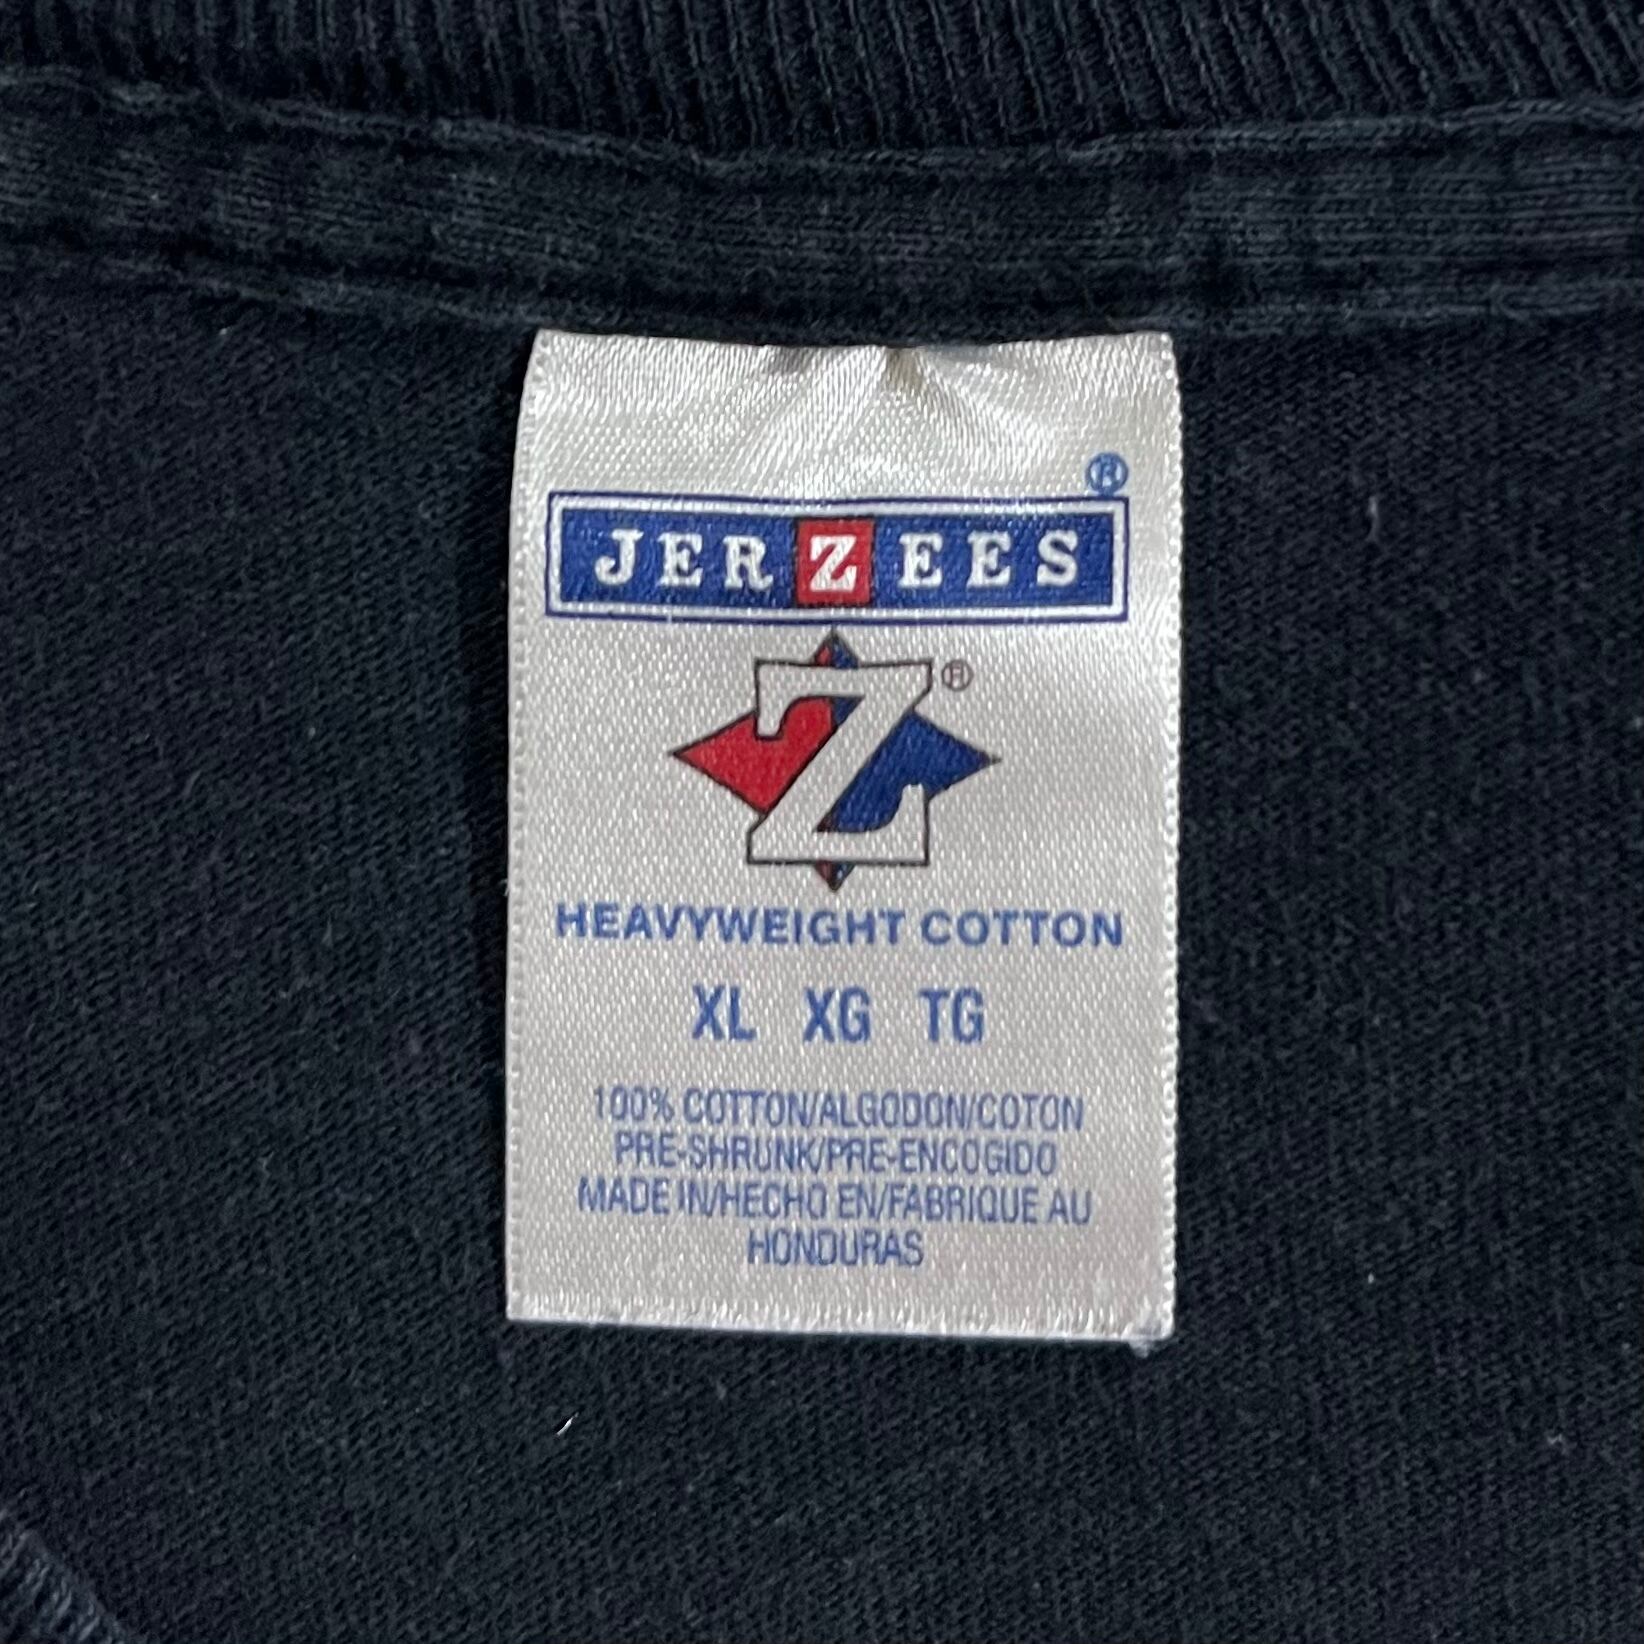 ®
JERZEES
Z®
HEAVYWEIGHT COTTON
XL XG TG
100% COTTON/ALGODON/COTON
PRE-SHRUNK/PRE-ENCOGIDO
MADE IN/HECHO EN/FABRIQUE AU
HONDURAS